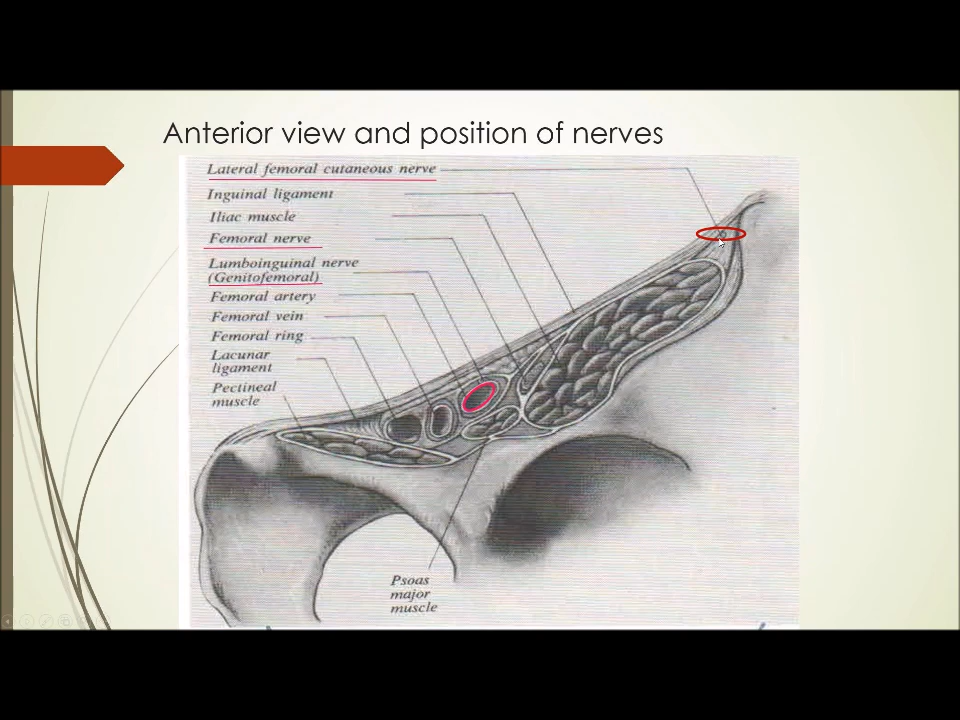 Anterior view and position of nerves
Lateral femoral cutaneous nerve
Inguinal ligament
Iliac muscle
Femoral nerve
Lumboinguinal nerve
(Genitofemoral)
Femoral artery
Femoral vein
Femoral ring
Lacunar
ligament
Pectineal
muscle
Psoas
major
muscle